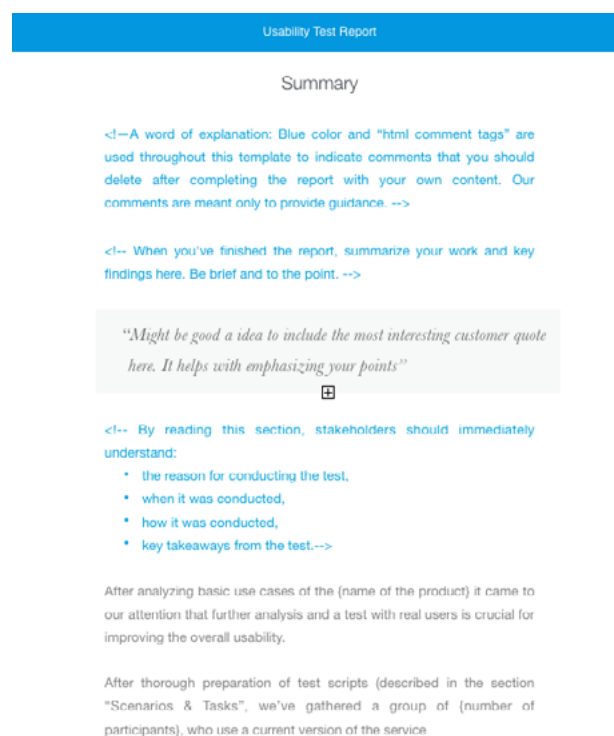 Usability Test Report
Summary
<!—A word of explanation: Blue color and “html comment tags” are
used throughout this template to indicate comments that you should
delete after completing the report with your own content. Our
comments are meant only to provide guidance. -->
<!-- When you’ve finished the report, summarize your work and key
findings here. Be brief and to the point. -->
“Might be good a idea to include the most interesting customer quote
here. It helps with emphasizing your points”
<!-- By reading this section, stakeholders should immediately
understand:
• the reason for conducting the test,
• when it was conducted,
• how it was conducted,
• key takeaways from the test.-->
After analyzing basic use cases of the {name of the product} it came to
our attention that further analysis and a test with real users is crucial for
improving the overall usability.
After thorough preparation of test scripts (described in the section
“Scenarios & Tasks”, we’ve gathered a group of {number of
participants}, who use a current version of the service